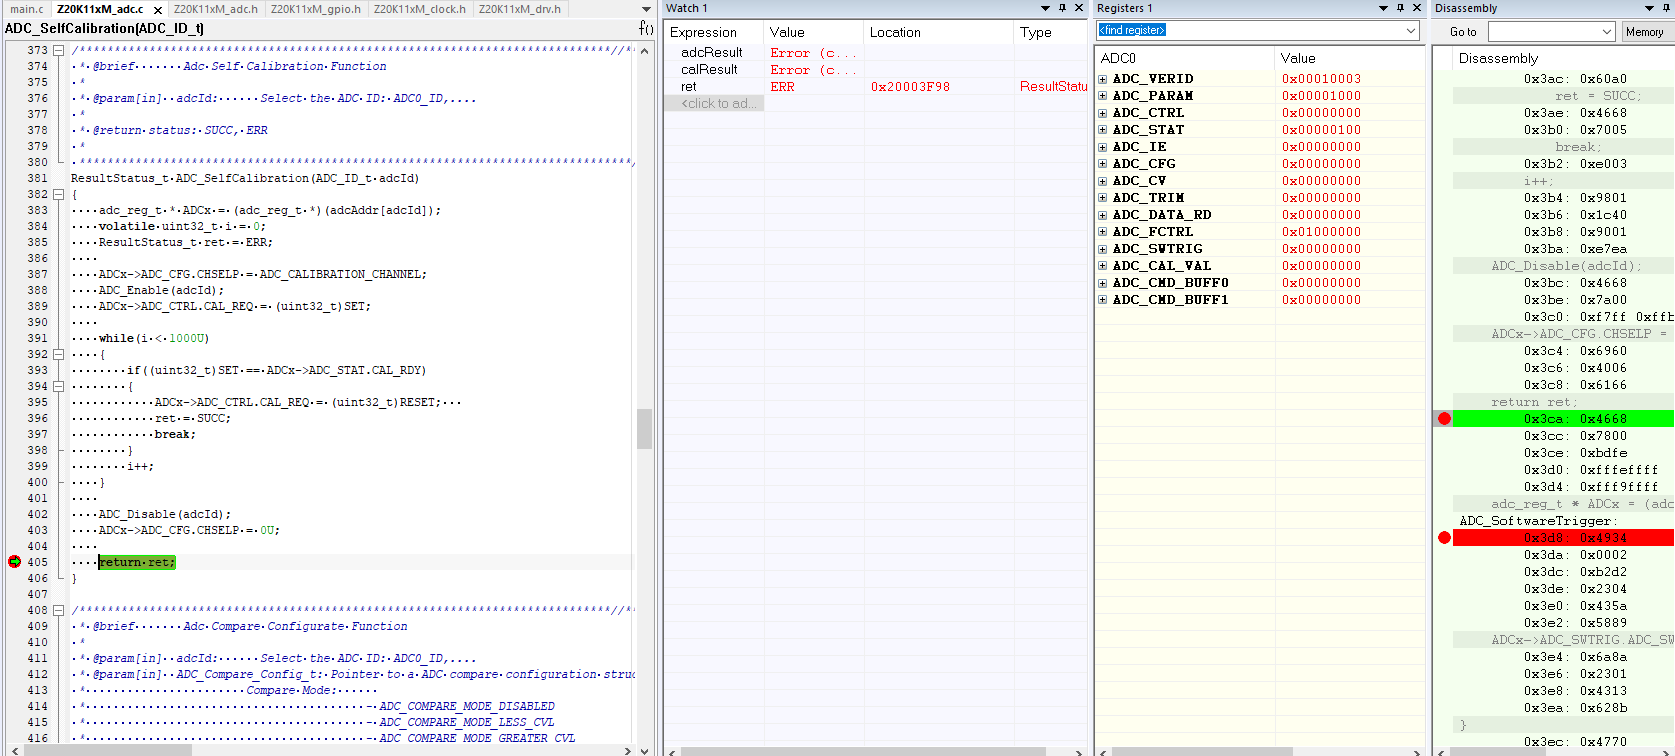 main.c Z20K11xM_adc.c x Z20K11xM_adc.h Z20K11xM_gpio.h Z20K11xM_clock.h Z20K11xM_drv.h
ADC_SelfCalibration(ADC_ID_t) f()
373 /*****************************************************************************//**
374 * @brief Adc Self Calibration Function
375 *
376 * @param[in] adcId: Select the ADC ID: ADC0_ID,....
377 *
378 * @return status: SUCC, ERR
379 *
380 *******************************************************************************/
381 ResultStatus_t ADC_SelfCalibration(ADC_ID_t adcId)
382 {
383 adc_reg_t * ADCx = (adc_reg_t *)(adcAddr[adcId]);
384 volatile uint32_t i = 0;
385 ResultStatus_t ret = ERR;
386
387 ADCx->ADC_CFG.CHSELP = ADC_CALIBRATION_CHANNEL;
388 ADC_Enable(adcId);
389 ADCx->ADC_CTRL.CAL_REQ = (uint32_t)SET;
390
391 while(i < 1000U)
392 {
393 if((uint32_t)SET == ADCx->ADC_STAT.CAL_RDY)
394 {
395 ADCx->ADC_CTRL.CAL_REQ = (uint32_t)RESET;
396 ret = SUCC;
397 break;
398 }
399 i++;
400 }
401
402 ADC_Disable(adcId);
403 ADCx->ADC_CFG.CHSELP = 0U;
404
405 return ret;
406 }
407
408 /*****************************************************************************//**
409 * @brief Adc Compare Configurate Function
410 *
411 * @param[in] adcId: Select the ADC ID: ADC0_ID,....
412 * @param[in] ADC_Compare_Config_t: Pointer to a ADC compare configuration struc
413 * Compare Mode:
414 * - ADC_COMPARE_MODE_DISABLED
415 * - ADC_COMPARE_MODE_LESS_CVL
416 * - ADC_COMPARE_MODE_GREATER_CVL
Watch 1
Expression Value Location Type
adcResult Error (c...
calResult Error (c...
ret ERR 0x20003F98 ResultStatu
<click to ad...
Registers 1
<find register>
ADC0 Value
ADC_VERID 0x00010003
ADC_PARAM 0x00001000
ADC_CTRL 0x00000000
ADC_STAT 0x00000100
ADC_IE 0x00000000
ADC_CFG 0x00000000
ADC_CV 0x00000000
ADC_TRIM 0x00000000
ADC_DATA_RD 0x00000000
ADC_FCTRL 0x01000000
ADC_SWTRIG 0x00000000
ADC_CAL_VAL 0x00000000
ADC_CMD_BUFF0 0x00000000
ADC_CMD_BUFF1 0x00000000
Disassembly
Go to Memory
Disassembly
0x3ac: 0x60a0
ret = SUCC;
0x3ae: 0x4668
0x3b0: 0x7005
break;
0x3b2: 0xe003
i++;
0x3b4: 0x9801
0x3b6: 0x1c40
0x3b8: 0x9001
0x3ba: 0xe7ea
ADC_Disable(adcId);
0x3bc: 0x4668
0x3be: 0x7a00
0x3c0: 0xf7ff 0xffb
ADCx->ADC_CFG.CHSELP =
0x3c4: 0x6960
0x3c6: 0x4006
0x3c8: 0x6166
return ret;
0x3ca: 0x4668
0x3cc: 0x7800
0x3ce: 0xbdfe
0x3d0: 0xfffeffff
0x3d4: 0xfff9ffff
adc_reg_t * ADCx = (adc
ADC_SoftwareTrigger:
0x3d8: 0x4934
0x3da: 0x0002
0x3dc: 0xb2d2
0x3de: 0x2304
0x3e0: 0x435a
0x3e2: 0x5889
ADCx->ADC_SWTRIG.ADC_SW
0x3e4: 0x6a8a
0x3e6: 0x2301
0x3e8: 0x4313
0x3ea: 0x628b
}
0x3ec: 0x4770